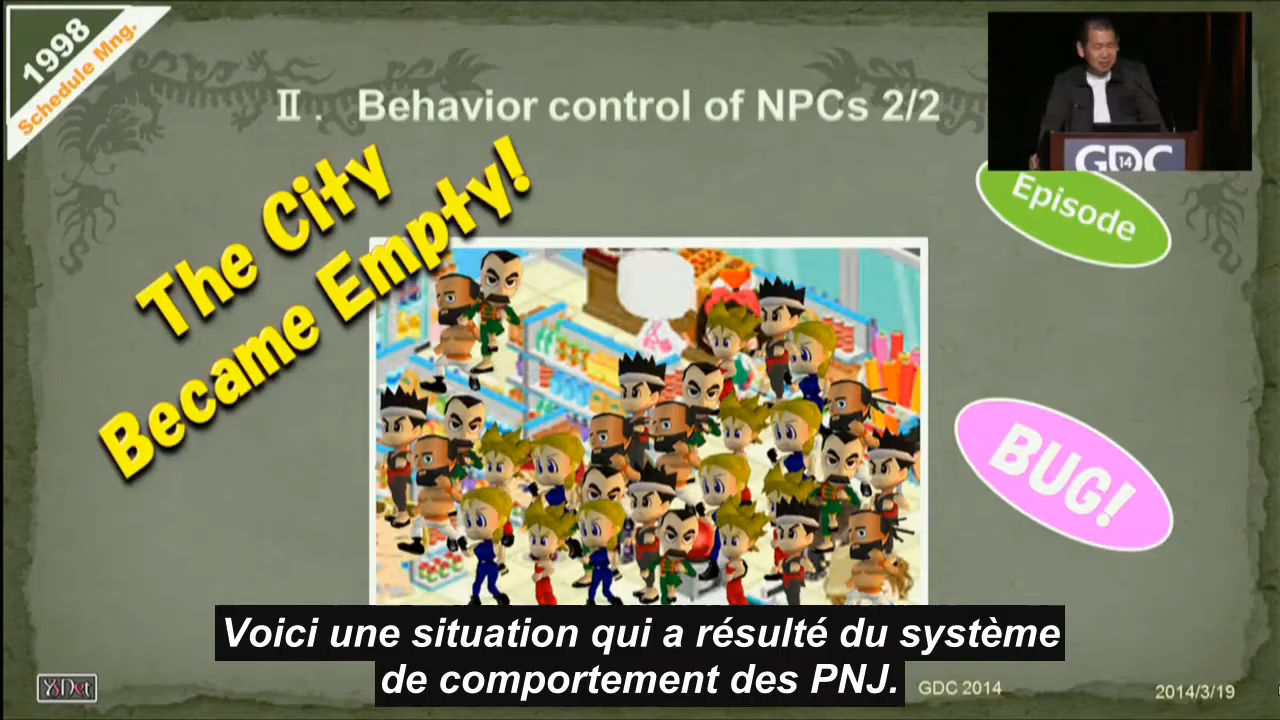 1998
Schedule Mng.
Ⅱ. Behavior control of NPCs 2/2
The City
Became Empty!
GDC
14
Episode
BUG!
Voici une situation qui a résulté du système
de comportement des PNJ.
YSNet
GDC 2014
2014/3/19